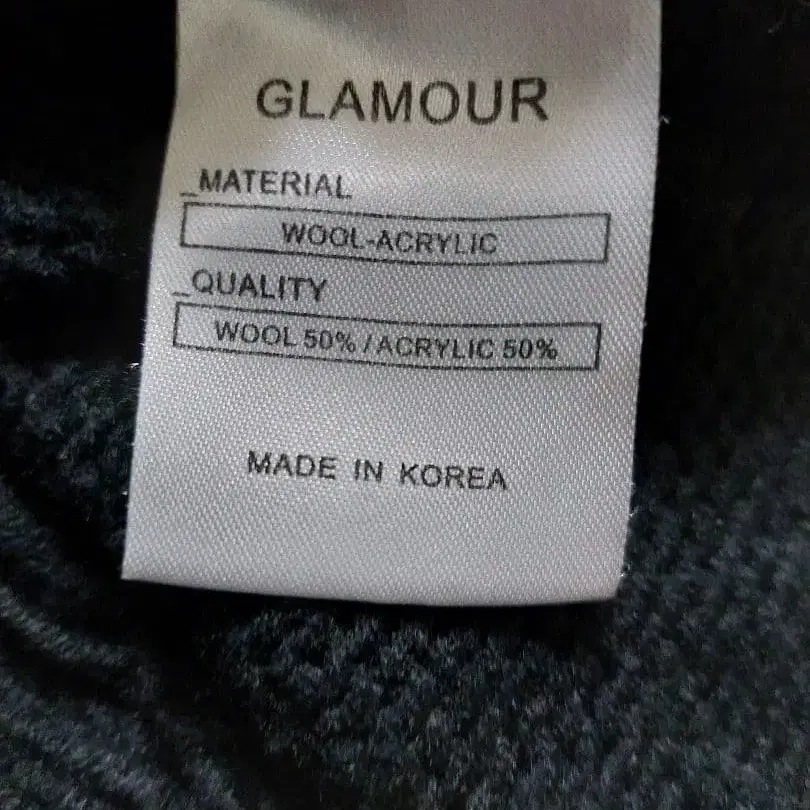 GLAMOUR
_MATERIAL
WOOL-ACRYLIC
_QUALITY
WOOL 50% / ACRYLIC 50%
MADE IN KOREA